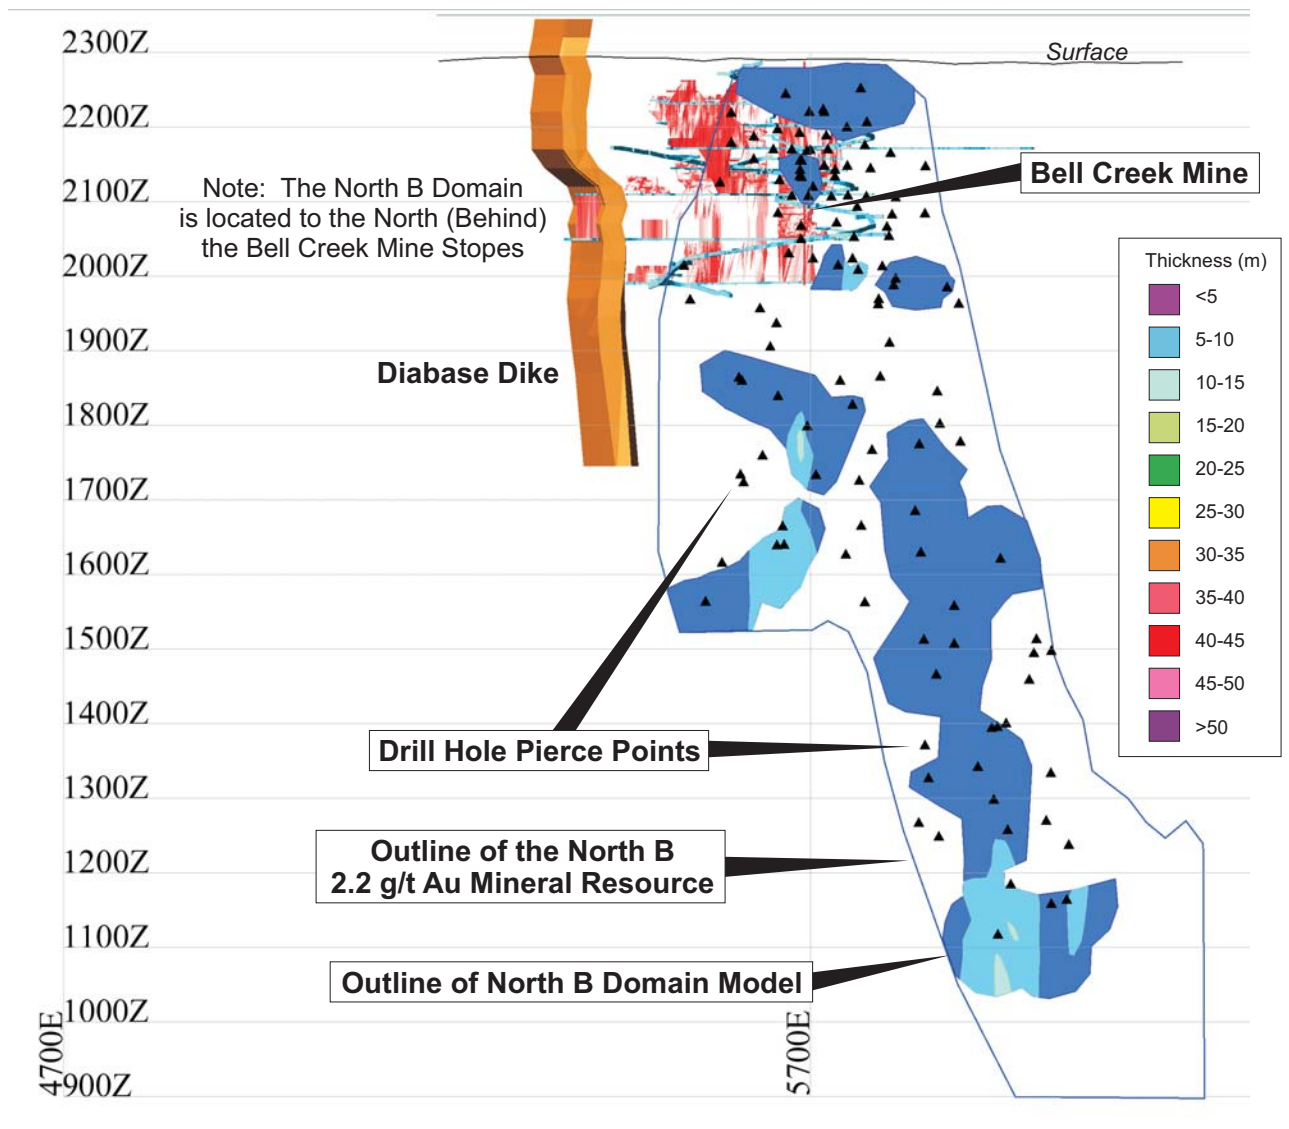 2300Z
Surface
2200Z
Note: The North B Domain
is located to the North (Behind)
the Bell Creek Mine Stopes
2100Z
Bell Creek Mine
2000Z
1900Z
Diabase Dike
1800Z
1700Z
1600Z
1500Z
1400Z
1300Z
1200Z
1100Z
1000Z
900Z
Thickness (m)
<5
5-10
10-15
15-20
20-25
25-30
30-35
35-40
40-45
45-50
>50
Drill Hole Pierce Points
Outline of the North B
2.2 g/t Au Mineral Resource
Outline of North B Domain Model
4700E
5700E